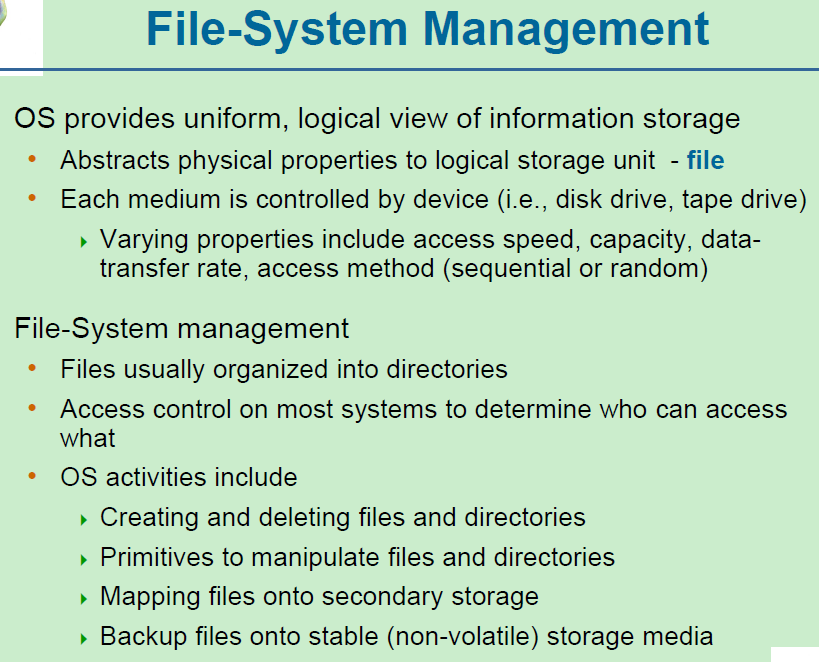 File-System Management
OS provides uniform, logical view of information storage
• Abstracts physical properties to logical storage unit - file
• Each medium is controlled by device (i.e., disk drive, tape drive)
Varying properties include access speed, capacity, data-
transfer rate, access method (sequential or random)
File-System management
• Files usually organized into directories
• Access control on most systems to determine who can access
what
• OS activities include
Creating and deleting files and directories
Primitives to manipulate files and directories
Mapping files onto secondary storage
Backup files onto stable (non-volatile) storage media